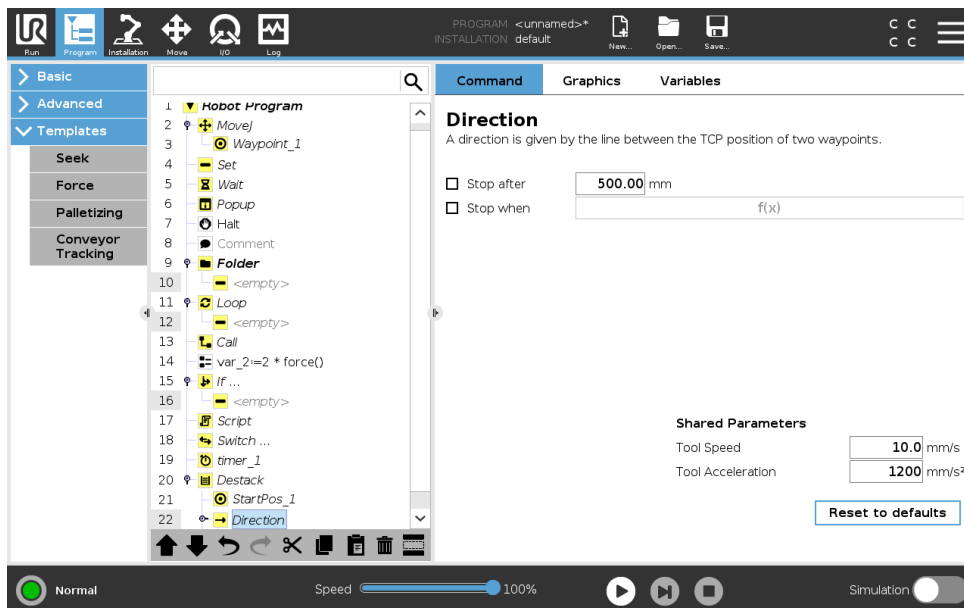 PROGRAM <unnamed>*
INSTALLATION default
Run Program Installation Move I/O Log New... Open... Save...
C C
C C
Basic
Advanced
Templates
Seek
Force
Palletizing
Conveyor
Tracking
1 Robot Program
2 MoveJ
3 Waypoint_1
4 Set
5 Wait
6 Popup
7 Halt
8 Comment
9 Folder
10 <empty>
11 Loop
12 <empty>
13 Call
14 var_2:=2 * force()
15 If ...
16 <empty>
17 Script
18 Switch ...
19 timer_1
20 Destack
21 StartPos_1
22 Direction
Command Graphics Variables
Direction
A direction is given by the line between the TCP position of two waypoints.
Stop after 500.00 mm
Stop when f(x)
Shared Parameters
Tool Speed 10.0 mm/s
Tool Acceleration 1200 mm/s²
Reset to defaults
Normal Speed 100% Simulation